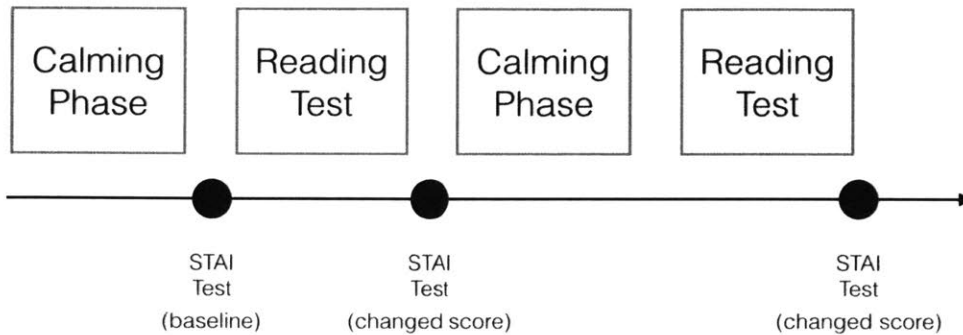 Calming
Phase
Reading
Test
Calming
Phase
Reading
Test
STAI
Test
(baseline)
STAI
Test
(changed score)
STAI
Test
(changed score)